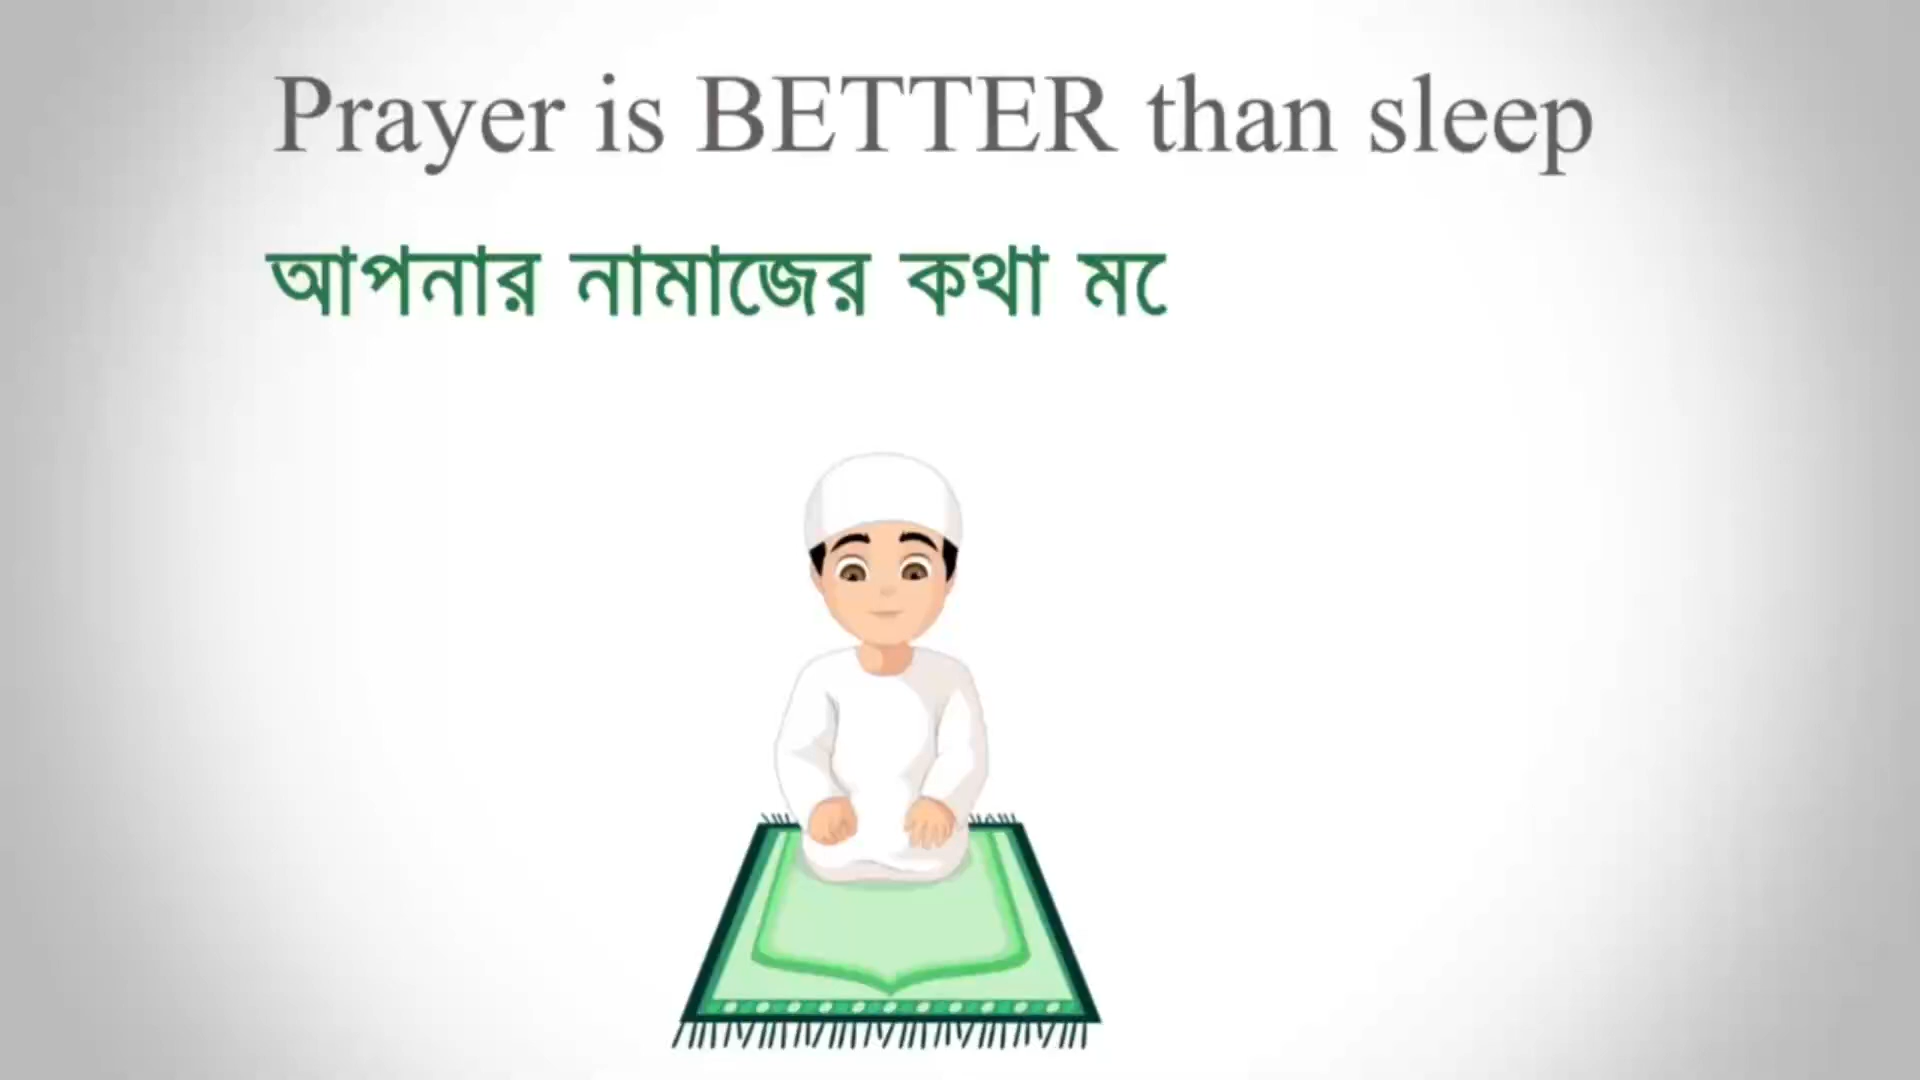 Prayer is BETTER than sleep
আপনার নামাজের কথা মে